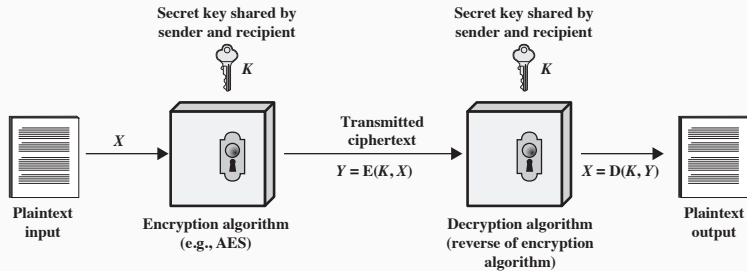 Secret key shared by
sender and recipient
K
Secret key shared by
sender and recipient
K
X
Transmitted
ciphertext
Y = E(K, X)
X = D(K, Y)
Plaintext
input
Encryption algorithm
(e.g., AES)
Decryption algorithm
(reverse of encryption
algorithm)
Plaintext
output